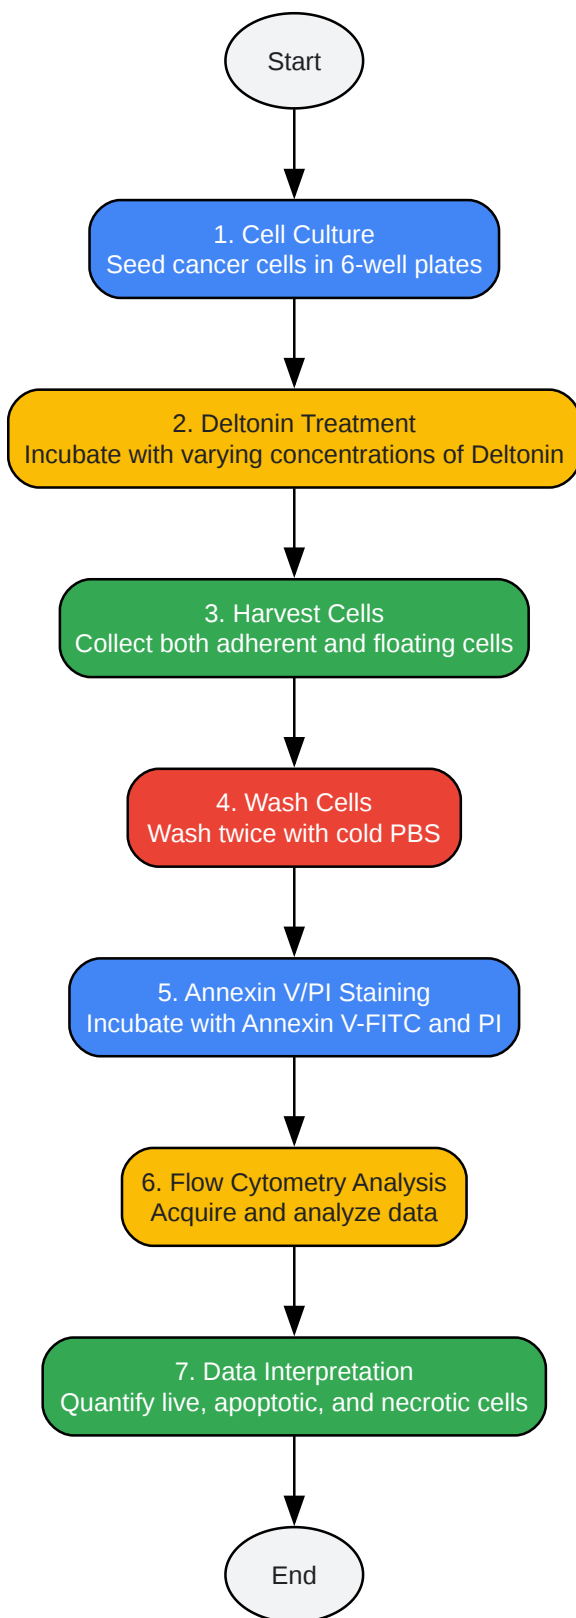 Start
1. Cell Culture
Seed cancer cells in 6-well plates
2. Deltonin Treatment
Incubate with varying concentrations of Deltonin
3. Harvest Cells
Collect both adherent and floating cells
4. Wash Cells
Wash twice with cold PBS
5. Annexin V/PI Staining
Incubate with Annexin V-FITC and PI
6. Flow Cytometry Analysis
Acquire and analyze data
7. Data Interpretation
Quantify live, apoptotic, and necrotic cells
End